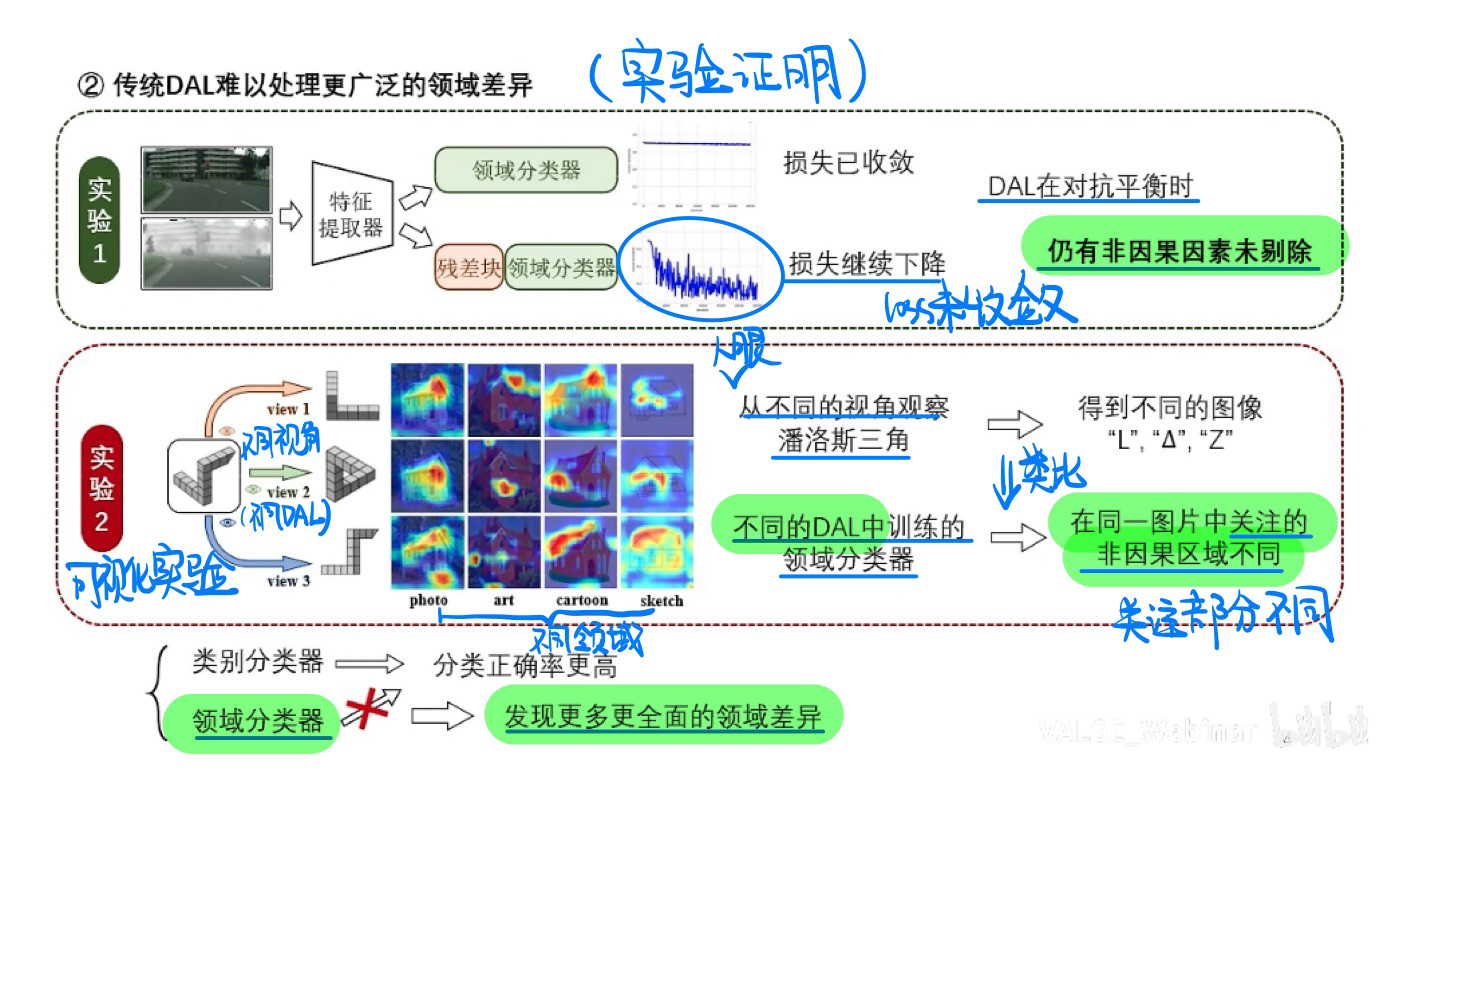 ② 传统DAL难以处理更广泛的领域差异
（实验证明）
实验1
特征
提取器
领域分类器
残差块
领域分类器
损失已收敛
损失继续下降
loss未收敛
DAL在对抗平衡时
仍有非因果因素未剔除
实验2
可视化实验
view 1
不同视角
view 2
(不同DAL)
view 3
photo
art
cartoon
sketch
不同领域
人眼
从不同的视角观察
潘洛斯三角
得到不同的图像
“L”, “Δ”, “Z”
类比
不同的DAL中训练的
领域分类器
在同一图片中关注的
非因果区域不同
关注部分不同
类别分类器
分类正确率更高
领域分类器
发现更多更全面的领域差异
VALSE_Webinar bilibili